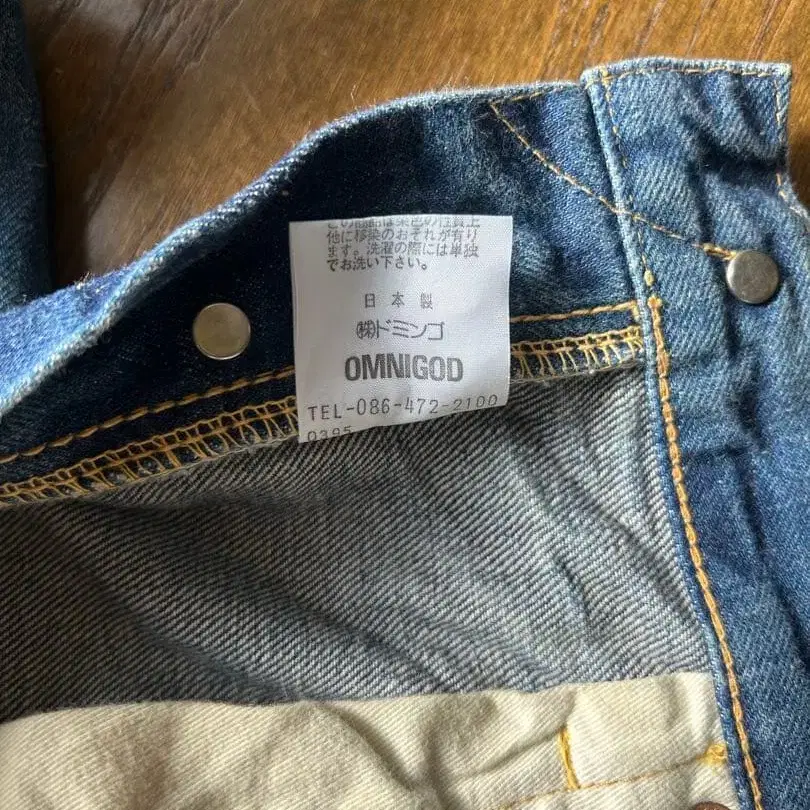 この商品は染色の性質上
他に移染のおそれが有り
ます。洗濯の際には単独
でお洗い下さい。
日本製
㈱ドミンゴ
OMNIGOD
TEL-086-472-2100
0395